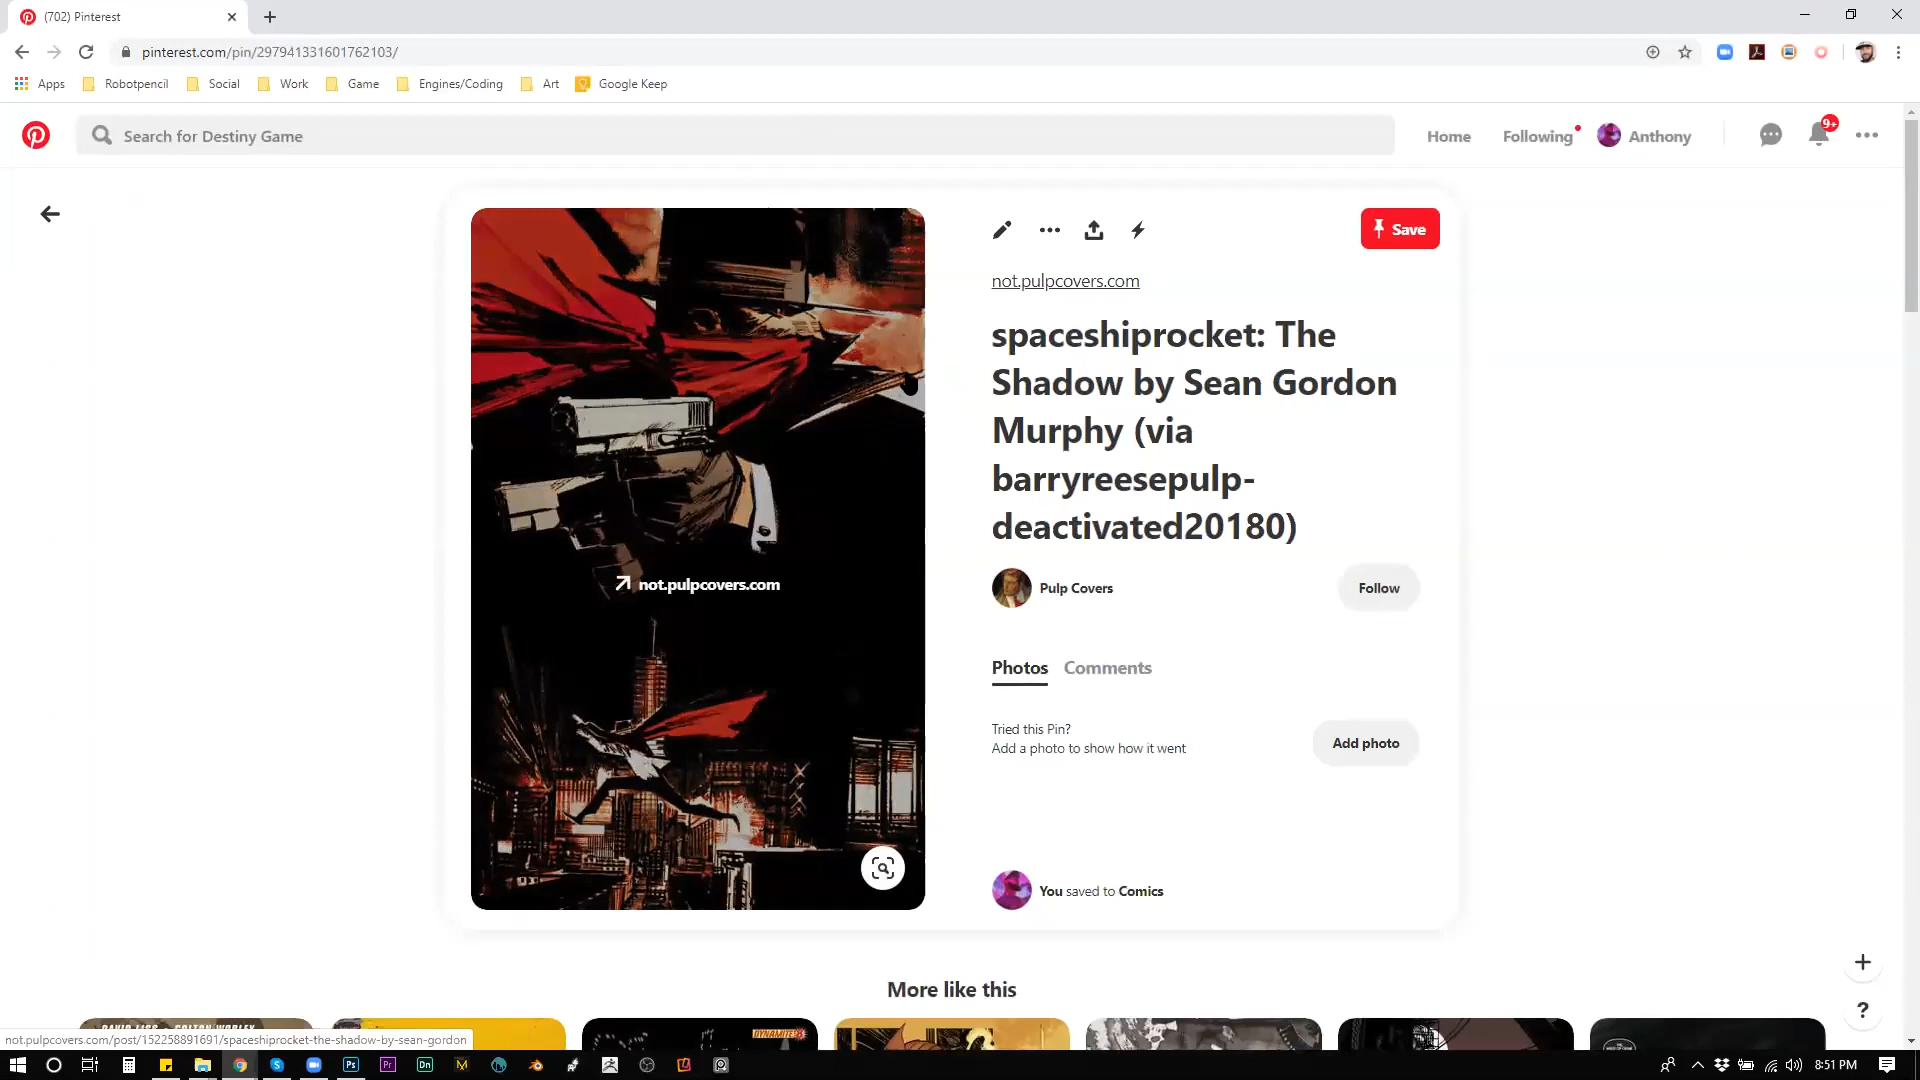 (702) Pinterest
pinterest.com/pin/297941331601762103/
Apps Robotpencil Social Work Game Engines/Coding Art Google Keep
Search for Destiny Game
Home Following Anthony 9+
Save
not.pulpcovers.com
spaceshiprocket: The
Shadow by Sean Gordon
Murphy (via
barryreesepulp-
deactivated20180)
not.pulpcovers.com
Pulp Covers Follow
Photos Comments
Tried this Pin?
Add a photo to show how it went
Add photo
You saved to Comics
More like this
DYNAMITE
not.pulpcovers.com/post/152258891691/spaceshiprocket-the-shadow-by-sean-gordon
8:51 PM